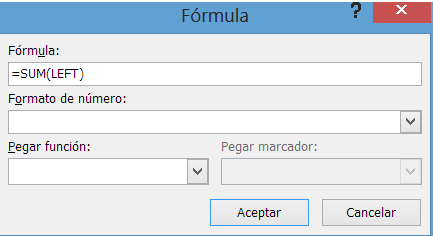 Fórmula
?
Fórmula:
=SUM(LEFT)
Formato de número:
Pegar función:
Pegar marcador:
Aceptar
Cancelar